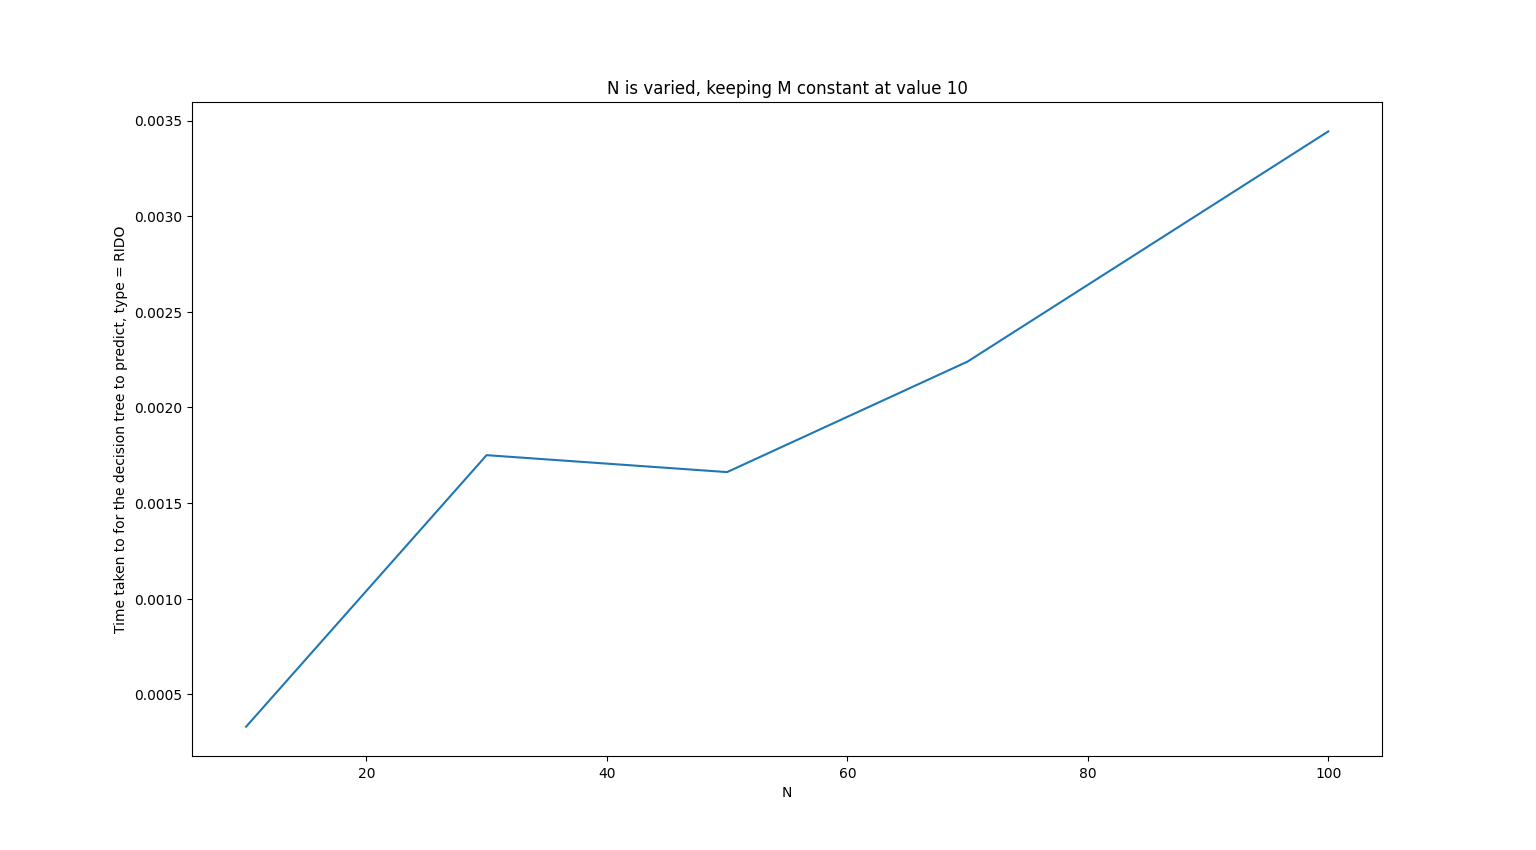 N is varied, keeping M constant at value 10
Time taken to for the decision tree to predict, type = RIDO
0.0035
0.0030
0.0025
0.0020
0.0015
0.0010
0.0005
20 40 60 80 100
N